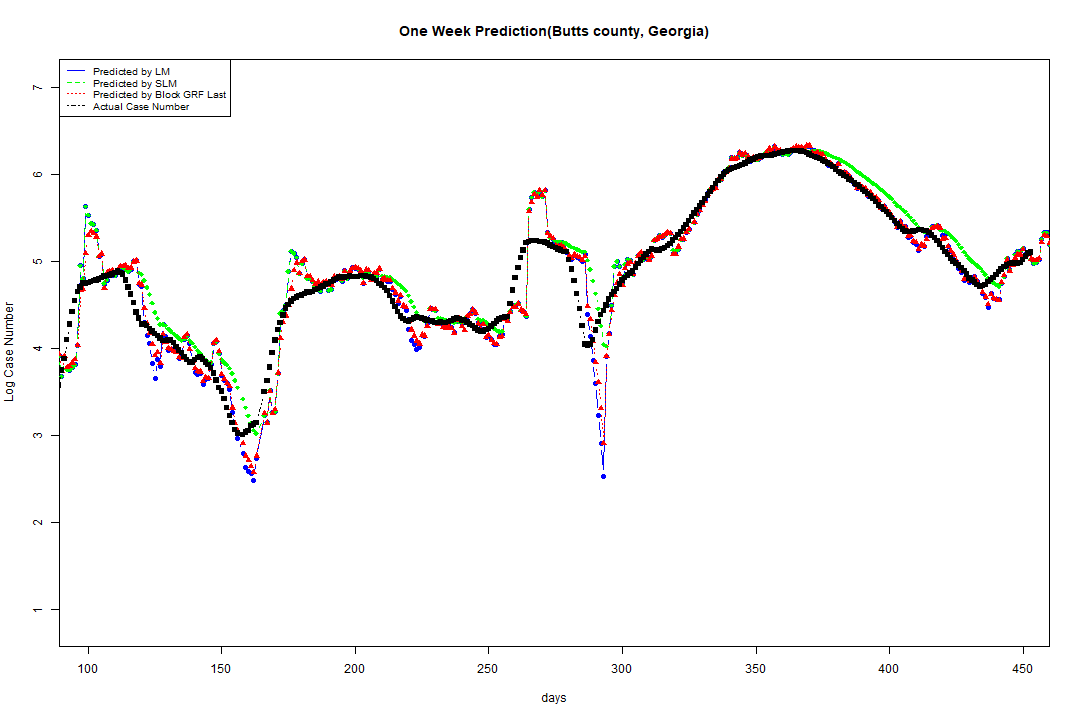 One Week Prediction(Butts county, Georgia)
Predicted by LM
Predicted by SLM
Predicted by Block GRF Last
Actual Case Number
7
6
5
4
3
2
1
Log Case Number
100 150 200 250 300 350 400 450
days